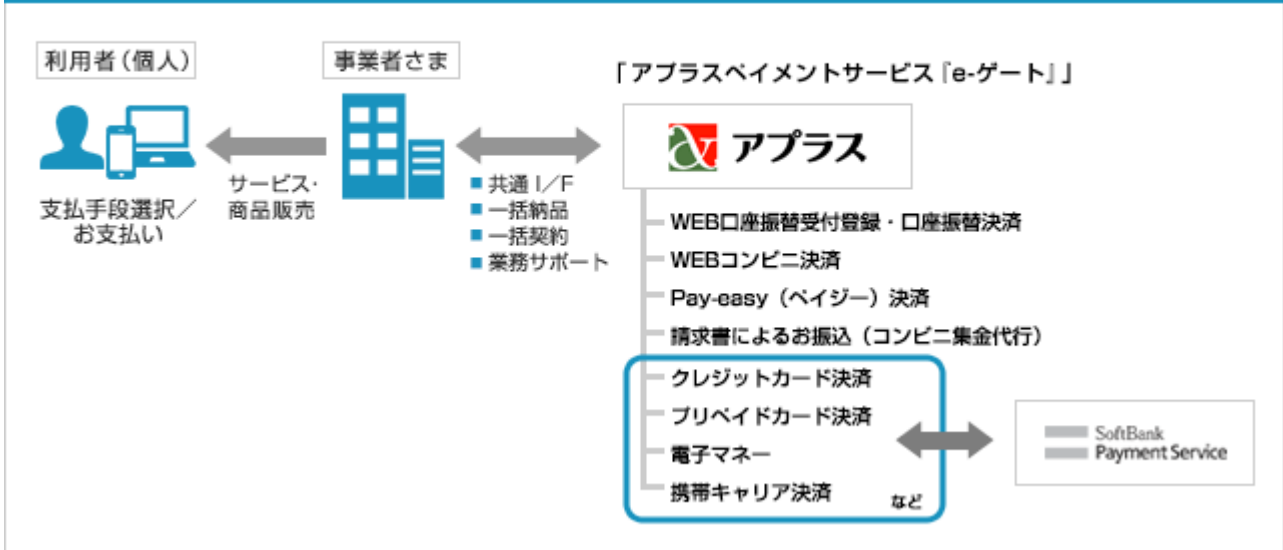 利用者（個人）
支払手段選択／
お支払い
サービス・
商品販売
事業者さま
共通 I／F
一括納品
一括契約
業務サポート
「アプラスペイメントサービス『e-ゲート』」
アプラス
WEB口座振替受付登録・口座振替決済
WEBコンビニ決済
Pay-easy（ペイジー）決済
請求書によるお振込（コンビニ集金代行）
クレジットカード決済
プリペイドカード決済
電子マネー
携帯キャリア決済
など
SoftBank
Payment Service